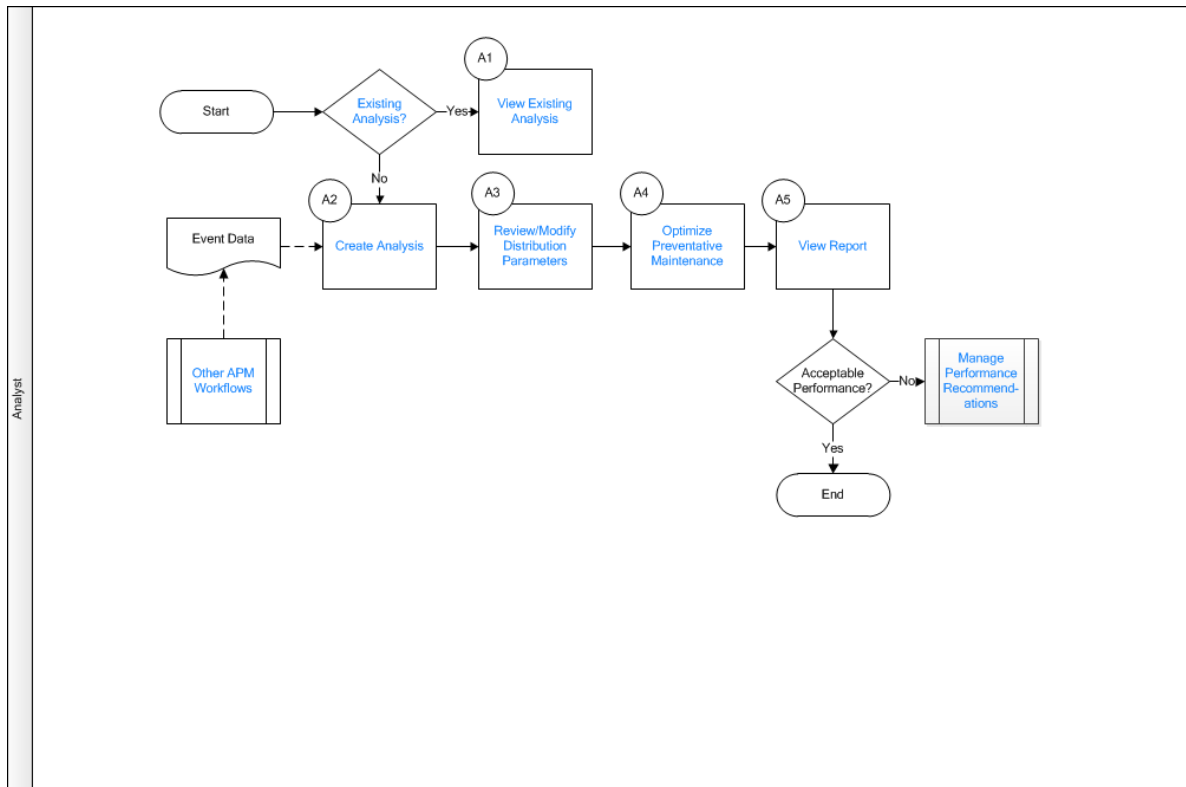 A1
Start
Existing
Analysis?
Yes
View Existing
Analysis
No
A2
A3
A4
A5
Event Data
Create Analysis
Review/Modify
Distribution
Parameters
Optimize
Preventative
Maintenance
View Report
Other APM
Workflows
Acceptable
Performance?
No
Manage
Performance
Recommend-
ations
Yes
End
Analyst